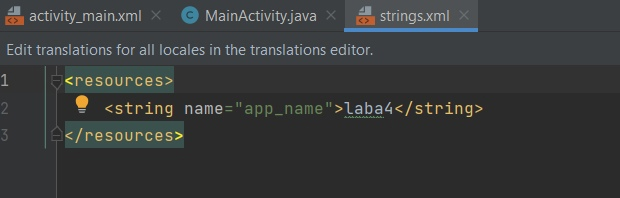 activity_main.xml MainActivity.java strings.xml
Edit translations for all locales in the translations editor.
1 <resources>
2 <string name="app_name">laba4</string>
3 </resources>